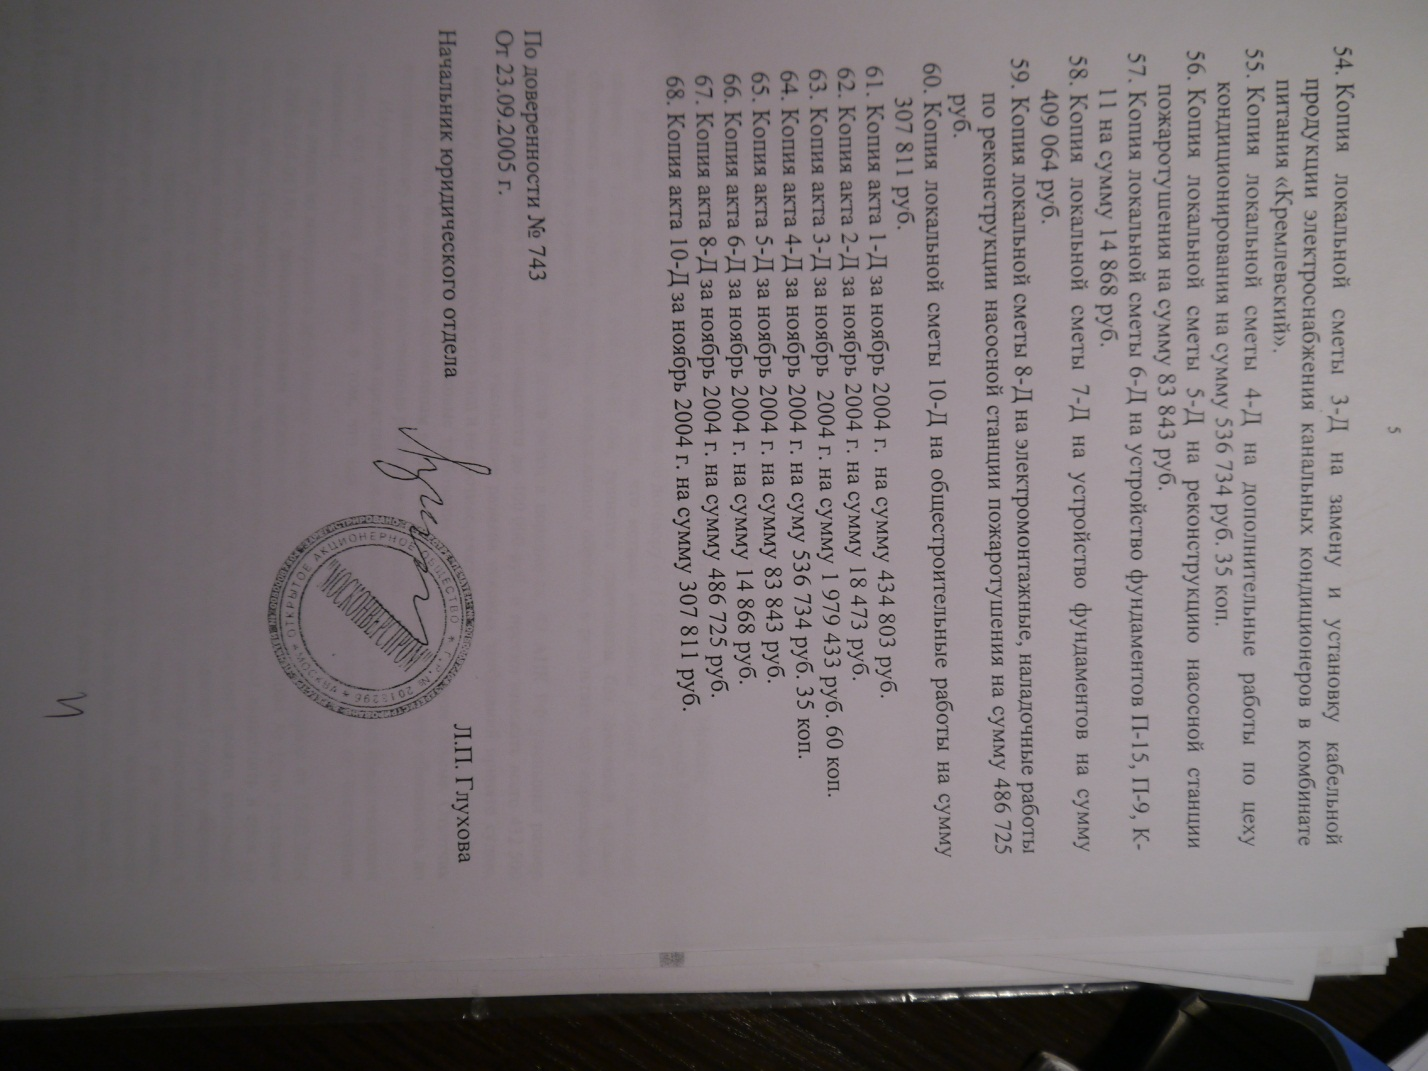 5
54. Копия локальной сметы 3-Д на замену и установку кабельной
продукции электроснабжения канальных кондиционеров в комбинате
питания «Кремлевский».
55. Копия локальной сметы 4-Д на дополнительные работы по цеху
кондиционирования на сумму 536 734 руб. 35 коп.
56. Копия локальной сметы 5-Д на реконструкцию насосной станции
пожаротушения на сумму 83 843 руб.
57. Копия локальной сметы 6-Д на устройство фундаментов П-15, П-9, К-
11 на сумму 14 868 руб.
58. Копия локальной сметы 7-Д на устройство фундаментов на сумму
409 064 руб.
59. Копия локальной сметы 8-Д на электромонтажные, наладочные работы
по реконструкции насосной станции пожаротушения на сумму 486 725
руб.
60. Копия локальной сметы 10-Д на общестроительные работы на сумму
307 811 руб.
61. Копия акта 1-Д за ноябрь 2004 г. на сумму 434 803 руб.
62. Копия акта 2-Д за ноябрь 2004 г. на сумму 18 473 руб.
63. Копия акта 3-Д за ноябрь 2004 г. на сумму 1 979 433 руб. 60 коп.
64. Копия акта 4-Д за ноябрь 2004 г. на суму 536 734 руб. 35 коп.
65. Копия акта 5-Д за ноябрь 2004 г. на сумму 83 843 руб.
66. Копия акта 6-Д за ноябрь 2004 г. на сумму 14 868 руб.
67. Копия акта 8-Д за ноябрь 2004 г. на сумму 486 725 руб.
68. Копия акта 10-Д за ноябрь 2004 г. на сумму 307 811 руб.
По доверенности № 743
От 23.09.2005 г.
Начальник юридического отдела
Л.П. Глухова
ОТКРЫТОЕ АКЦИОНЕРНОЕ ОБЩЕСТВО
МОСКВА